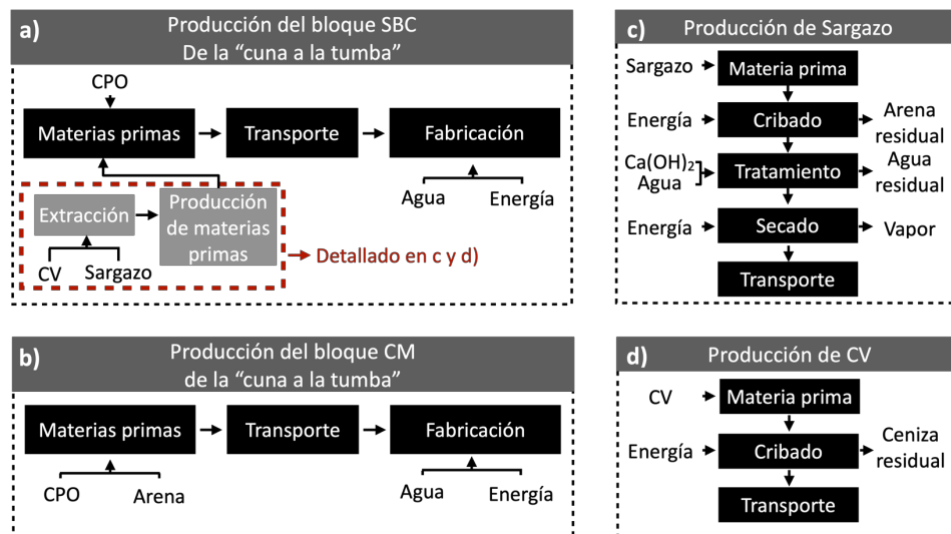 a)
Producción del bloque SBC
De la “cuna a la tumba”
CPO
Materias primas
Transporte
Fabricación
Agua
Energía
Extracción
Producción
de materias
primas
CV
Sargazo
Detallado en c y d)
b)
Producción del bloque CM
de la “cuna a la tumba”
Materias primas
Transporte
Fabricación
CPO
Arena
Agua
Energía
c)
Producción de Sargazo
Sargazo
Materia prima
Energía
Cribado
Arena
residual
Ca(OH)₂
Agua
Tratamiento
Agua
residual
Energía
Secado
Vapor
Transporte
d)
Producción de CV
CV
Materia prima
Energía
Cribado
Ceniza
residual
Transporte